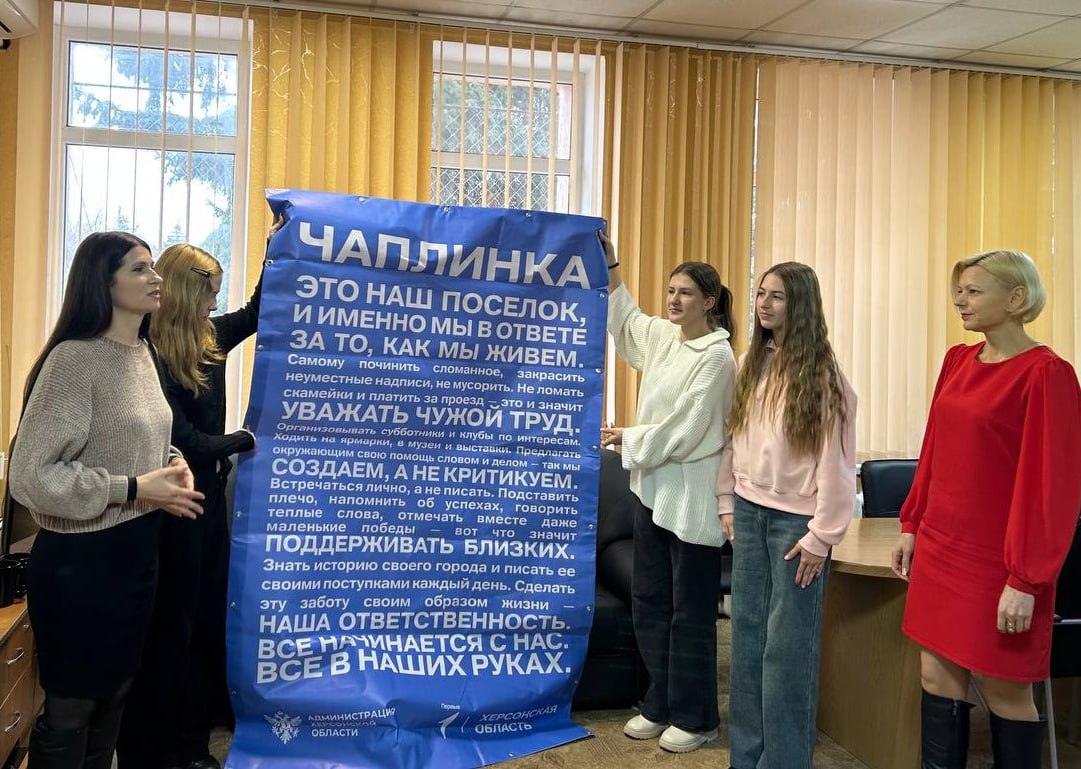 ЧАПЛИНКА
ЭТО НАШ ПОСЕЛОК,
И ИМЕННО МЫ В ОТВЕТЕ
ЗА ТО, КАК МЫ ЖИВЕМ.
Самому починить сломанное, закрасить
неуместные надписи, не мусорить. Не ломать
скамейки и платить за проезд – это и значит
УВАЖАТЬ ЧУЖОЙ ТРУД.
Организовывать субботники и клубы по интересам.
Ходить на ярмарки, в музеи и выставки. Предлагать
окружающим свою помощь словом и делом – так мы
СОЗДАЕМ, А НЕ КРИТИКУЕМ.
Встречаться лично, а не писать. Подставить
плечо, напомнить об успехах, говорить
теплые слова, отмечать вместе даже
маленькие победы – вот что значит
ПОДДЕРЖИВАТЬ БЛИЗКИХ.
Знать историю своего города и писать ее
своими поступками каждый день. Сделать
эту заботу своим образом жизни –
НАША ОТВЕТСТВЕННОСТЬ.
ВСЕ НАЧИНАЕТСЯ С НАС.
ВСЕ В НАШИХ РУКАХ.
АДМИНИСТРАЦИЯ
ХЕРСОНСКОЙ
ОБЛАСТИ
Первые
ХЕРСОНСКАЯ
ОБЛАСТЬ